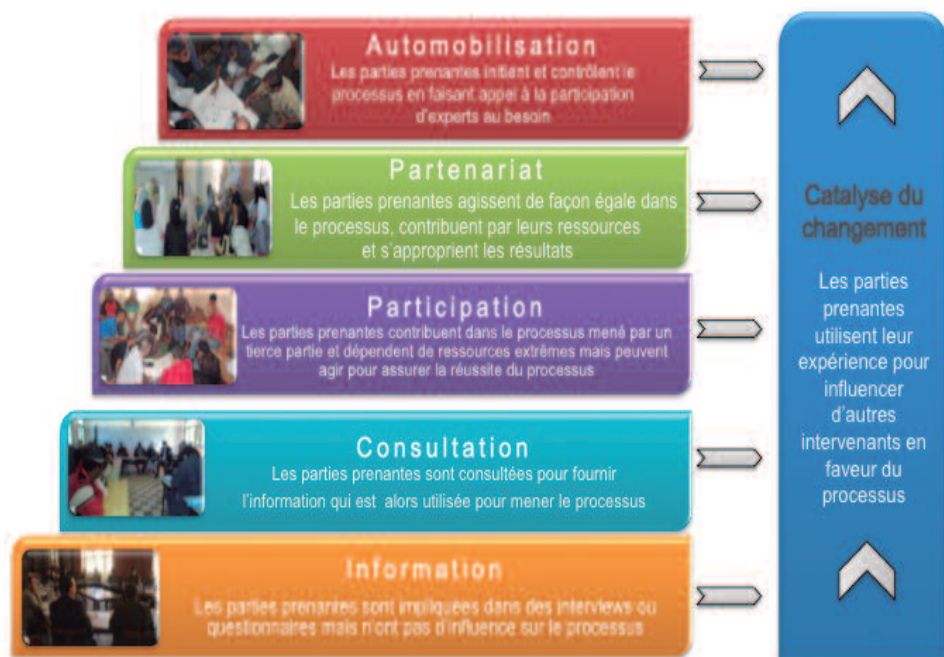 Automobilisation
Les parties prenantes initient et contrôlent le
processus en faisant appel à la participation
d'experts au besoin
Partenariat
Les parties prenantes agissent de façon égale dans
le processus, contribuent par leurs ressources
et s'approprient les résultats
Participation
Les parties prenantes contribuent dans le processus mené par un
tierce partie et dépendent de ressources extrêmes mais peuvent
agir pour assurer la réussite du processus
Consultation
Les parties prenantes sont consultées pour fournir
l'information qui est alors utilisée pour mener le processus
Information
Les parties prenantes sont impliquées dans des interviews ou
questionnaires mais n'ont pas d'influence sur le processus
Catalyse du
changement
Les parties
prenantes
utilisent leur
expérience pour
influencer
d'autres
intervenants en
faveur du
processus